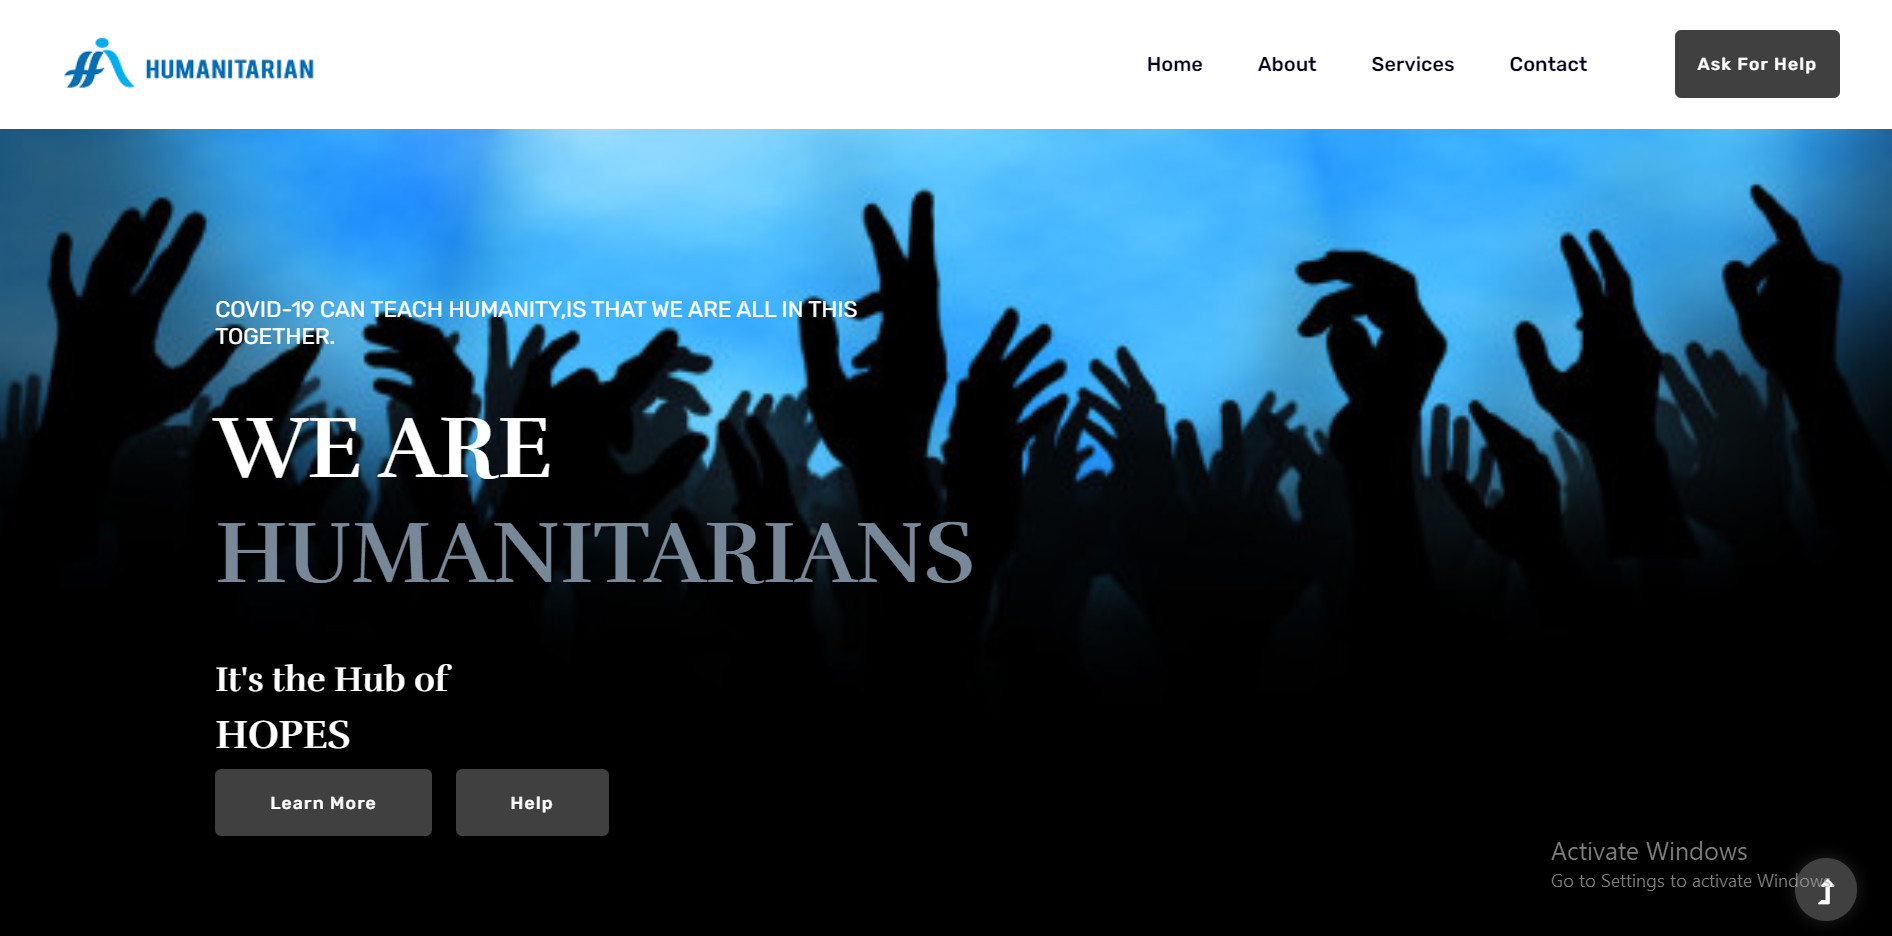 HUMANITARIAN
Home About Services Contact Ask For Help
COVID-19 CAN TEACH HUMANITY,IS THAT WE ARE ALL IN THIS
TOGETHER.
WE ARE
HUMANITARIANS
It's the Hub of
HOPES
Learn More Help
Activate Windows
Go to Settings to activate Windows.